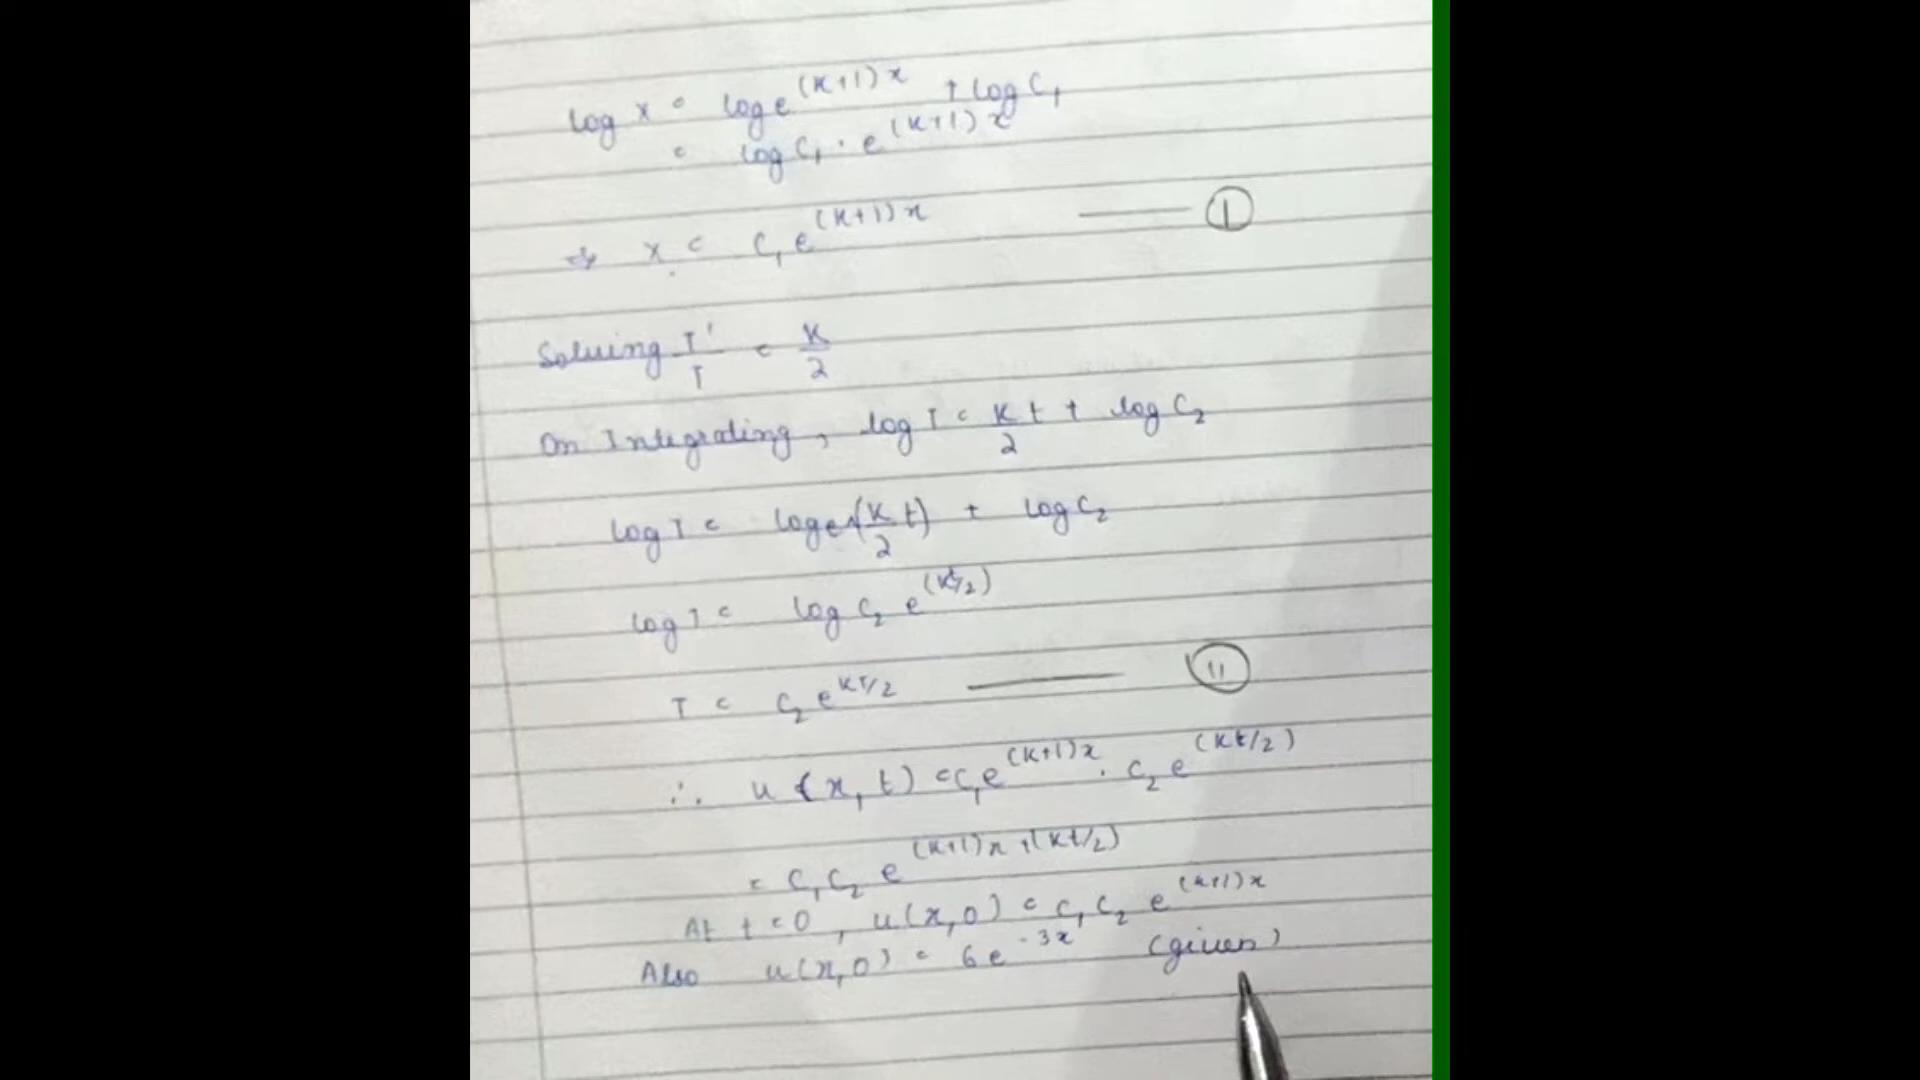 log X = log e^(k+1)x + log C₁
= log C₁ · e^(k+1)x
⇒ X = C₁ e^(k+1)x ——— ①
Solving T'/T = k/2
On Integrating, log T = k/2 t + log C₂
log T = log e^(k/2 t) + log C₂
log T = log C₂ e^(kt/2)
T = C₂ e^kt/2 ——— ⑪
∴ u(x,t) = C₁e^(k+1)x · C₂ e^(kt/2)
= C₁C₂ e^(k+1)x+(kt/2)
At t=0, u(x,0) = C₁C₂ e^(k+1)x
Also u(x,0) = 6e^-3x (given)